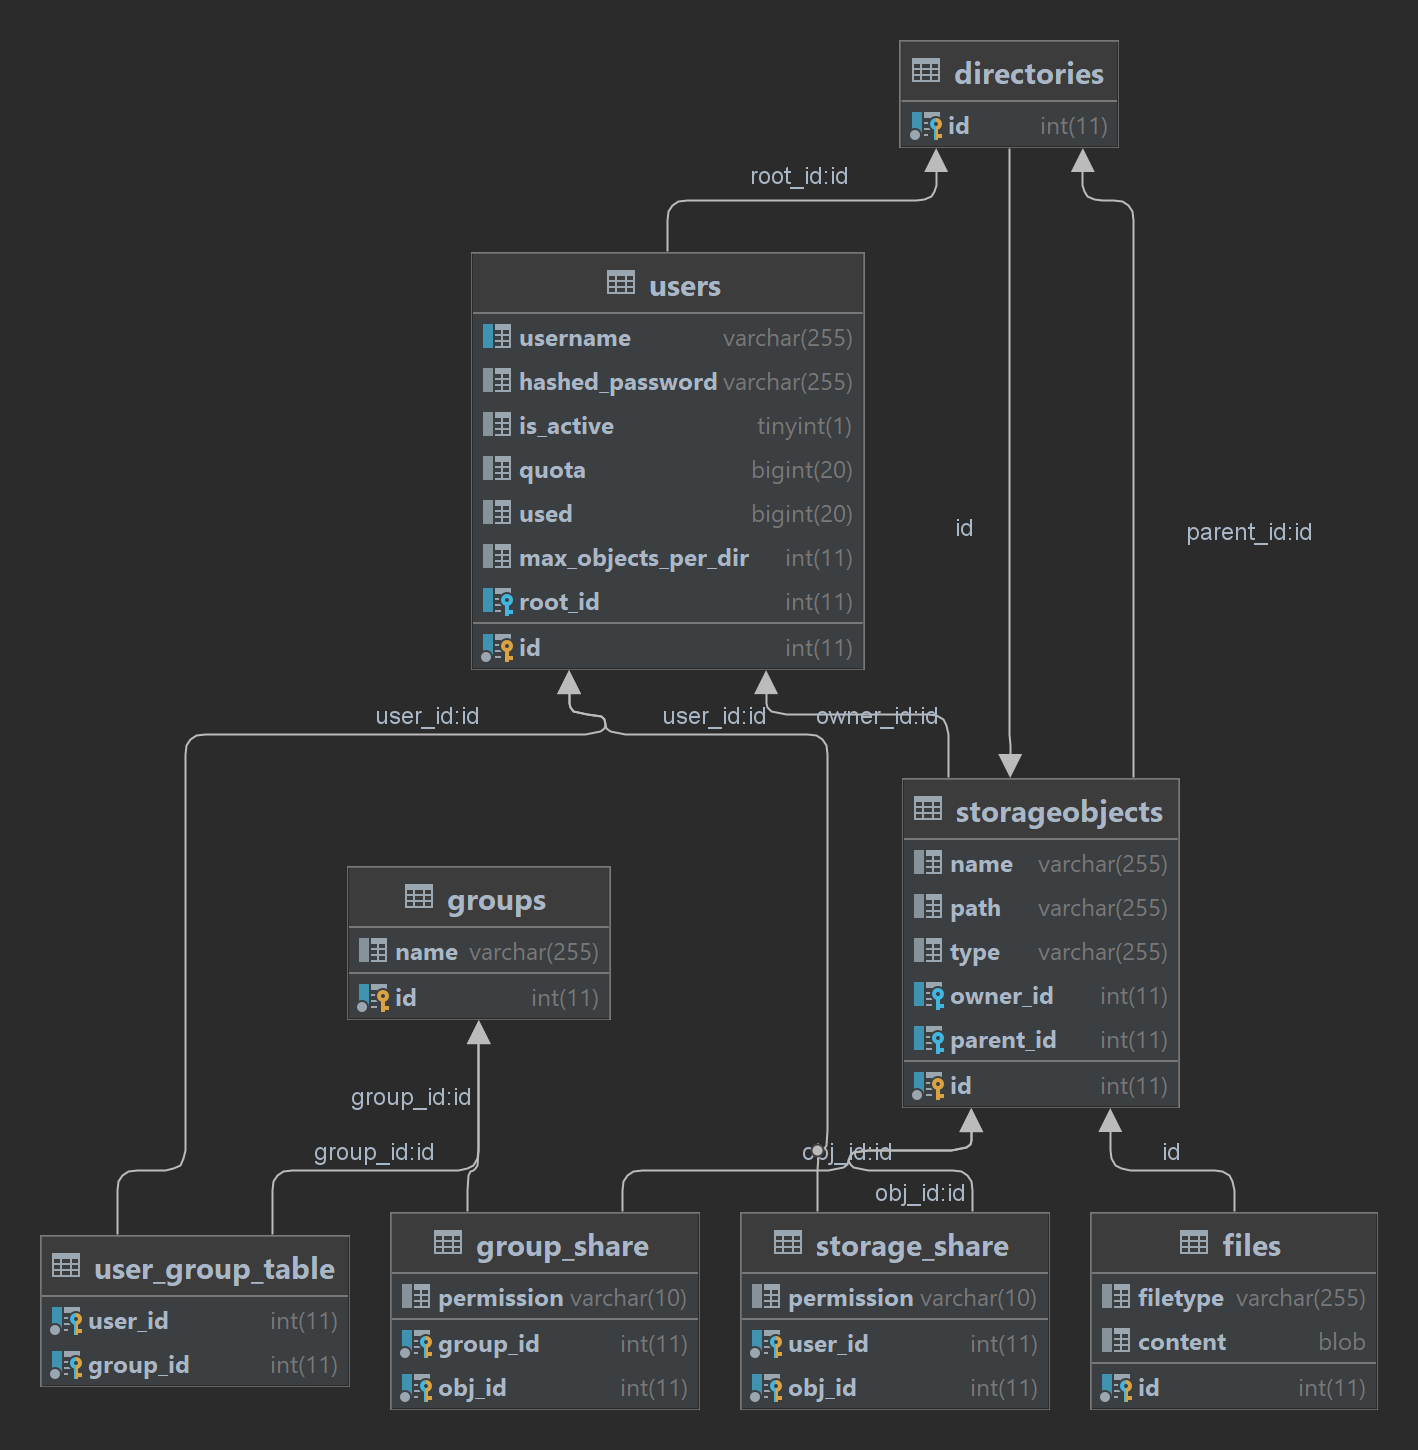 directories
id int(11)
root_id:id
users
username varchar(255)
hashed_password varchar(255)
is_active tinyint(1)
quota bigint(20)
used bigint(20)
max_objects_per_dir int(11)
root_id int(11)
id int(11)
id
parent_id:id
user_id:id
user_id:id
owner_id:id
storageobjects
name varchar(255)
path varchar(255)
type varchar(255)
owner_id int(11)
parent_id int(11)
id int(11)
groups
name varchar(255)
id int(11)
group_id:id
group_id:id
obj_id:id
id
obj_id:id
user_group_table
user_id int(11)
group_id int(11)
group_share
permission varchar(10)
group_id int(11)
obj_id int(11)
storage_share
permission varchar(10)
user_id int(11)
obj_id int(11)
files
filetype varchar(255)
content blob
id int(11)